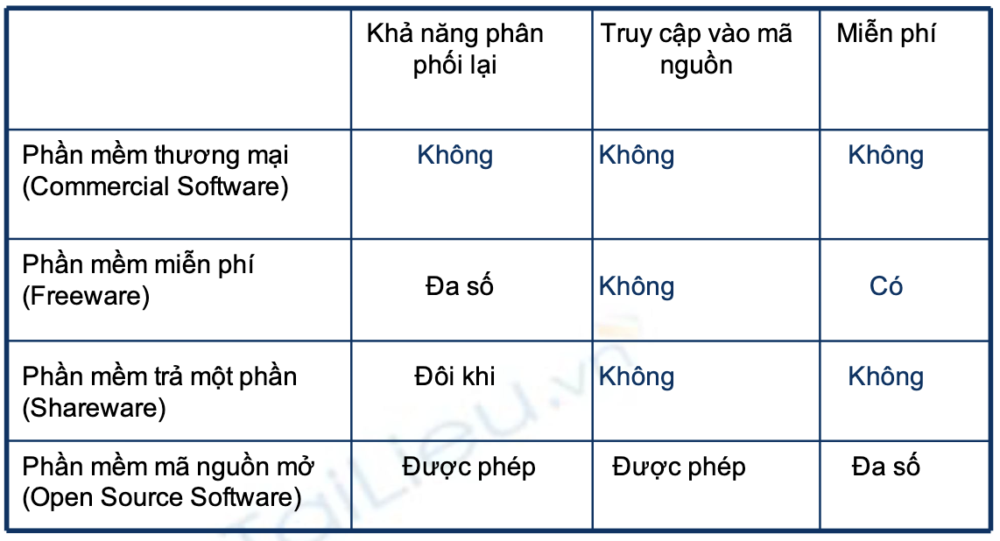 Khả năng phân phối lại
Truy cập vào mã nguồn
Miễn phí
Phần mềm thương mại
(Commercial Software)
Không
Không
Không
Phần mềm miễn phí
(Freeware)
Đa số
Không
Có
Phần mềm trả một phần
(Shareware)
Đôi khi
Không
Không
Phần mềm mã nguồn mở
(Open Source Software)
Được phép
Được phép
Đa số
TaiLieu.vn